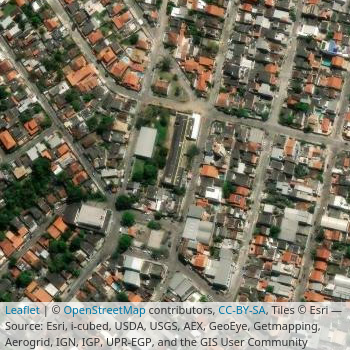 Leaflet | © OpenStreetMap contributors, CC-BY-SA, Tiles © Esri —
Source: Esri, i-cubed, USDA, USGS, AEX, GeoEye, Getmapping,
Aerogrid, IGN, IGP, UPR-EGP, and the GIS User Community